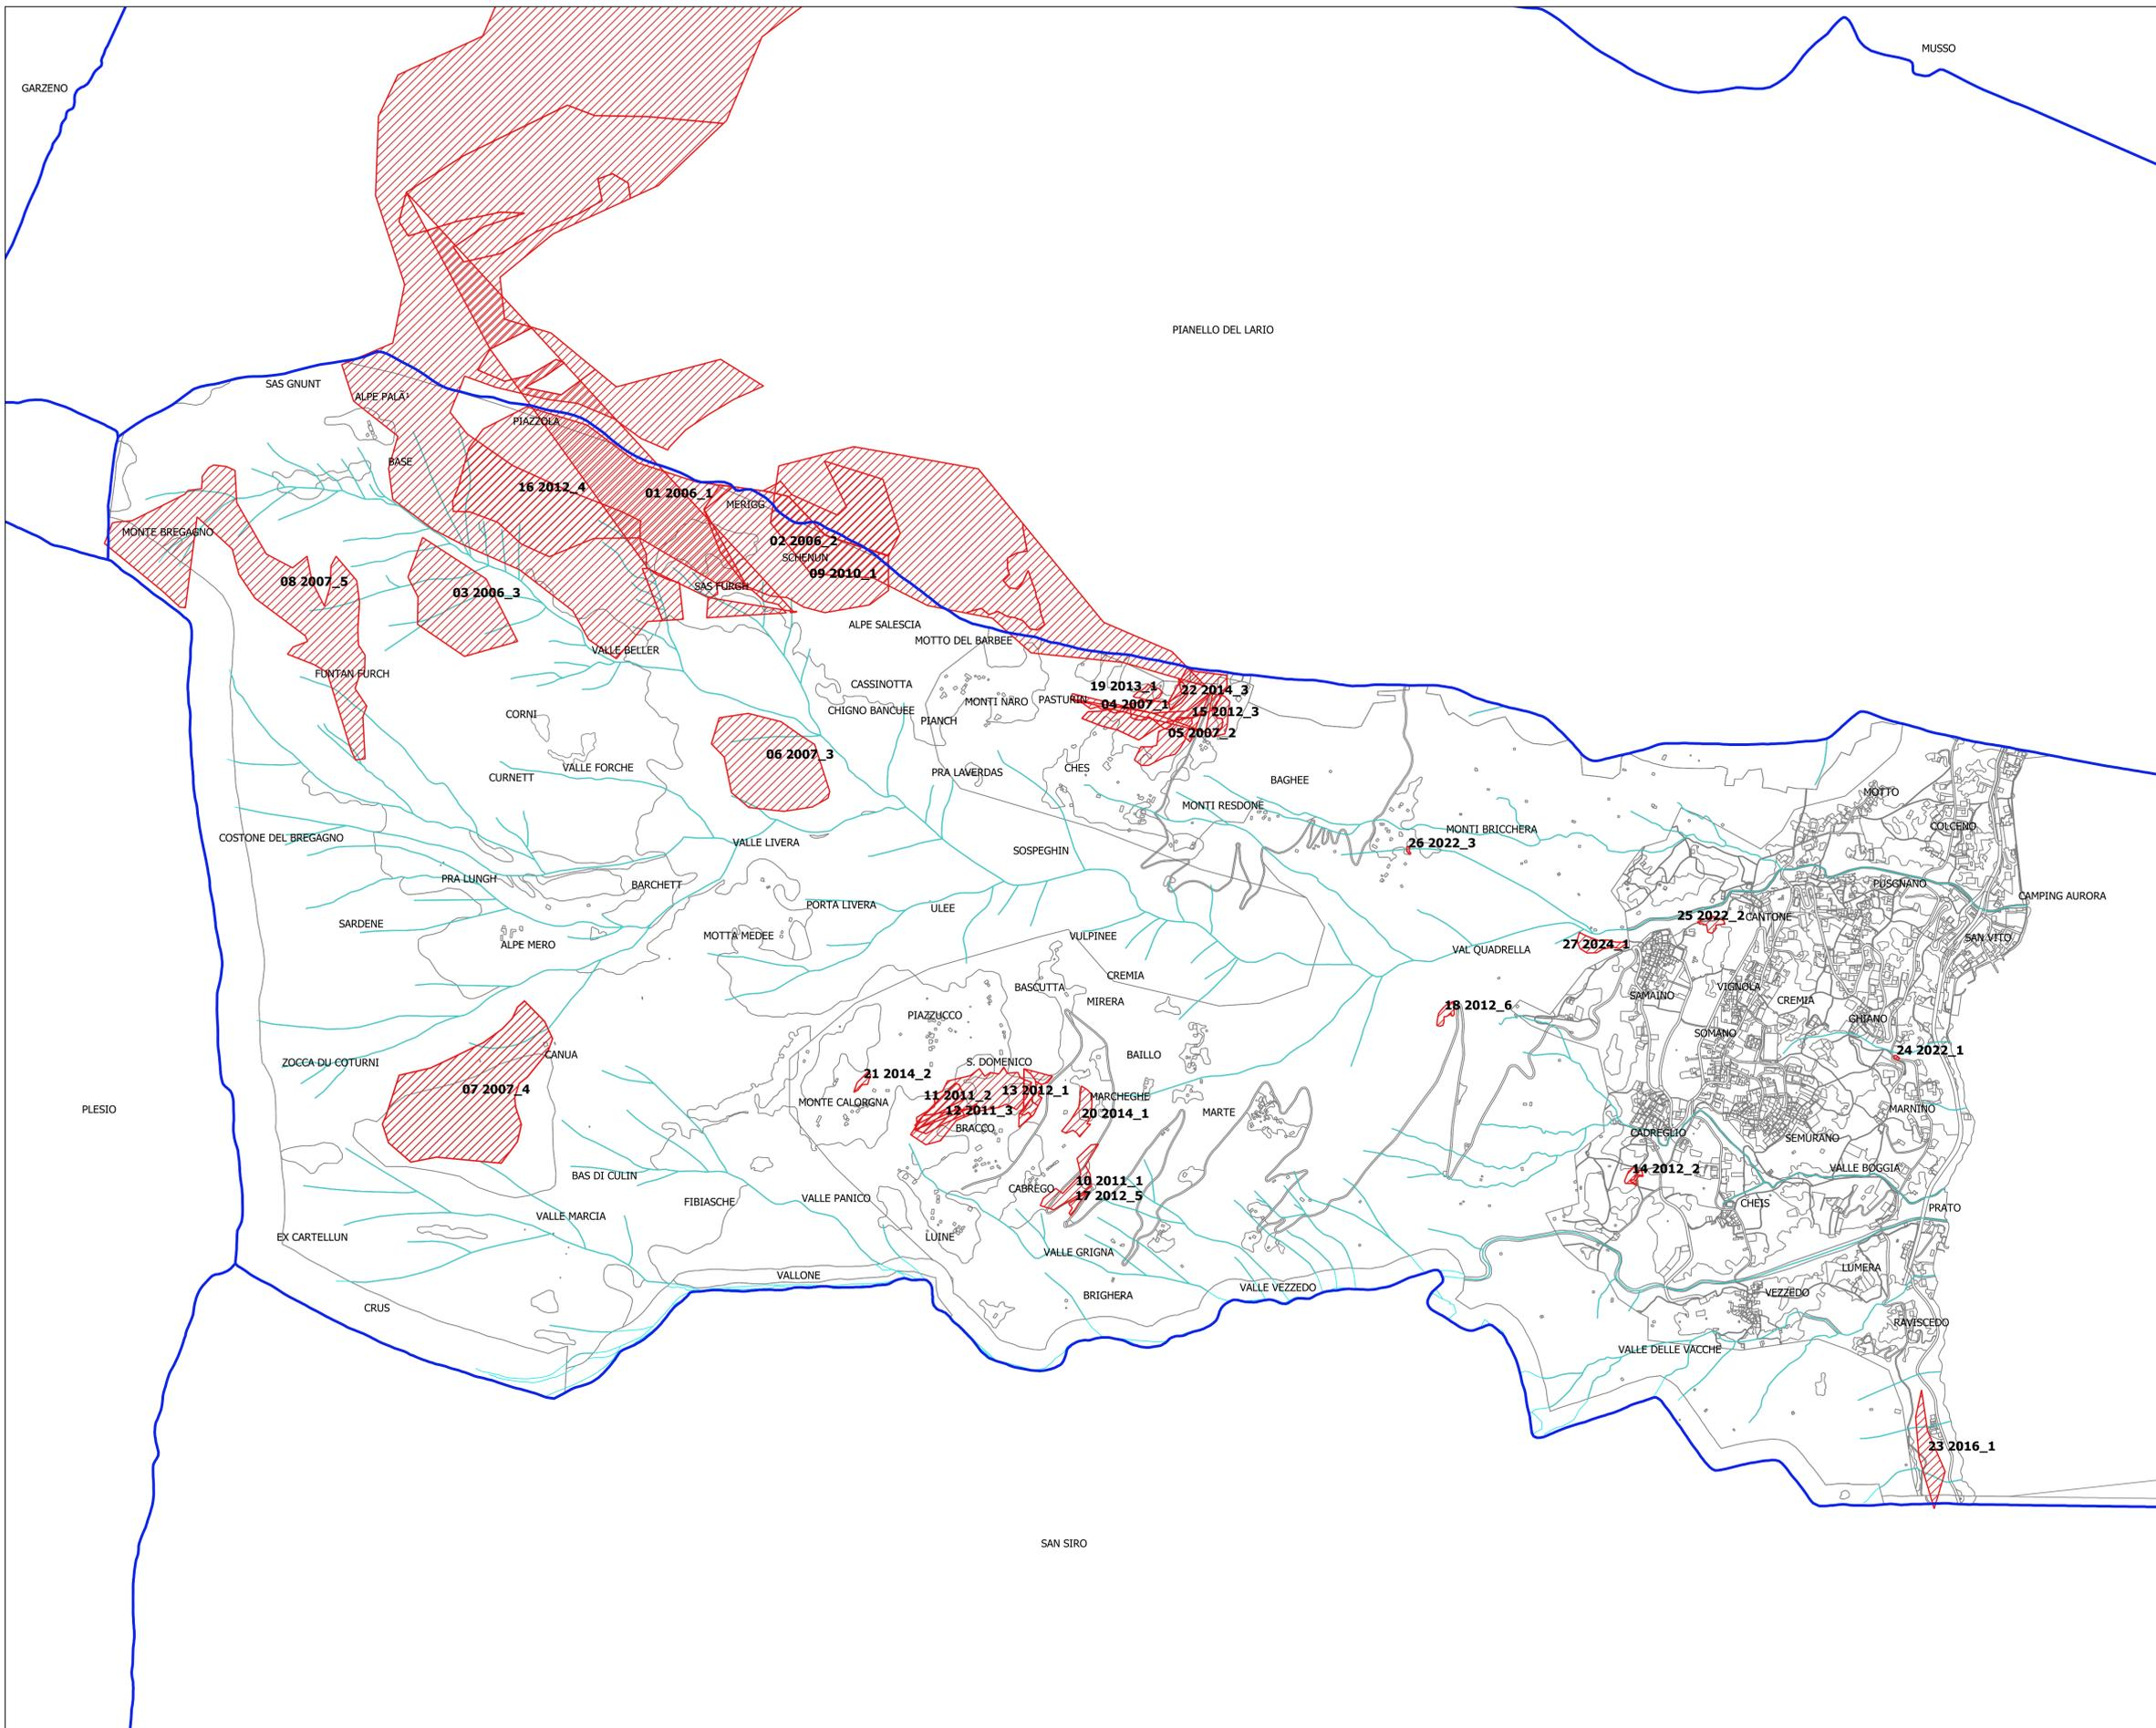 MUSSO
GARZENO
PIANELLO DEL LARIO
SAS GNUNT
ALPE PALÃ¹
PIAZZOLA
BASE
16 2012_4
01 2006_1
MERIGG
MONTE BREGAGNO
02 2006_2
SCHENUN
09 2010_1
08 2007_5
03 2006_3
SAS FURGH
ALPE SALESCIA
MOTTO DEL BARBEE
VALLE BELLER
FUNTAN FURCH
CASSINOTTA
19 2013_1
22 2014_3
MONTI NARO
PASTURIN
04 2007_1
CORNI
CHIGNO BANCUEE
PIANCH
15 2012_3
05 2007_2
06 2007_3
VALLE FORCHE
CURNETT
PRA LAVERDAS
CHES
BAGHEE
MOTTO
MONTI RESDONE
COLCENO
MONTI BRICCHERA
COSTONE DEL BREGAGNO
VALLE LIVERA
26 2022_3
SOSPEGHIN
PRA LUNGH
BARCHETT
PUSGNANO
CAMPING AURORA
PORTA LIVERA
ULEE
25 2022_2
CANTONE
SARDENE
MOTTA MEDEE
VULPINEE
SAN VITO
ALPE MERO
27 2024_1
VAL QUADRELLA
CREMIA
BASCUTTA
VIGNOLA
SAMAINO
MIRERA
CREMIA
18 2012_6
PIAZZUCCO
GHIANO
SOMANO
CANUA
BAILLO
24 2022_1
ZOCCA DU COTURNI
S. DOMENICO
21 2014_2
07 2007_4
13 2012_1
11 2011_2
MARCHEGHE
MONTE CALORGNA
PLESIO
12 2011_3
20 2014_1
MARTE
MARNINO
BRACCO
CADREGLIO
SEMURANO
14 2012_2
VALLE BOGGIA
BAS DI CULIN
10 2011_1
CABREGO
17 2012_5
FIBIASCHE
VALLE PANICO
CHEIS
PRATO
VALLE MARCIA
EX CARTELLUN
LUINE
VALLE GRIGNA
LUMERA
VALLONE
VALLE VEZZEDO
BRIGHERA
VEZZEDO
CRUS
RAVISCEDO
VALLE DELLE VACCHE
23 2016_1
SAN SIRO